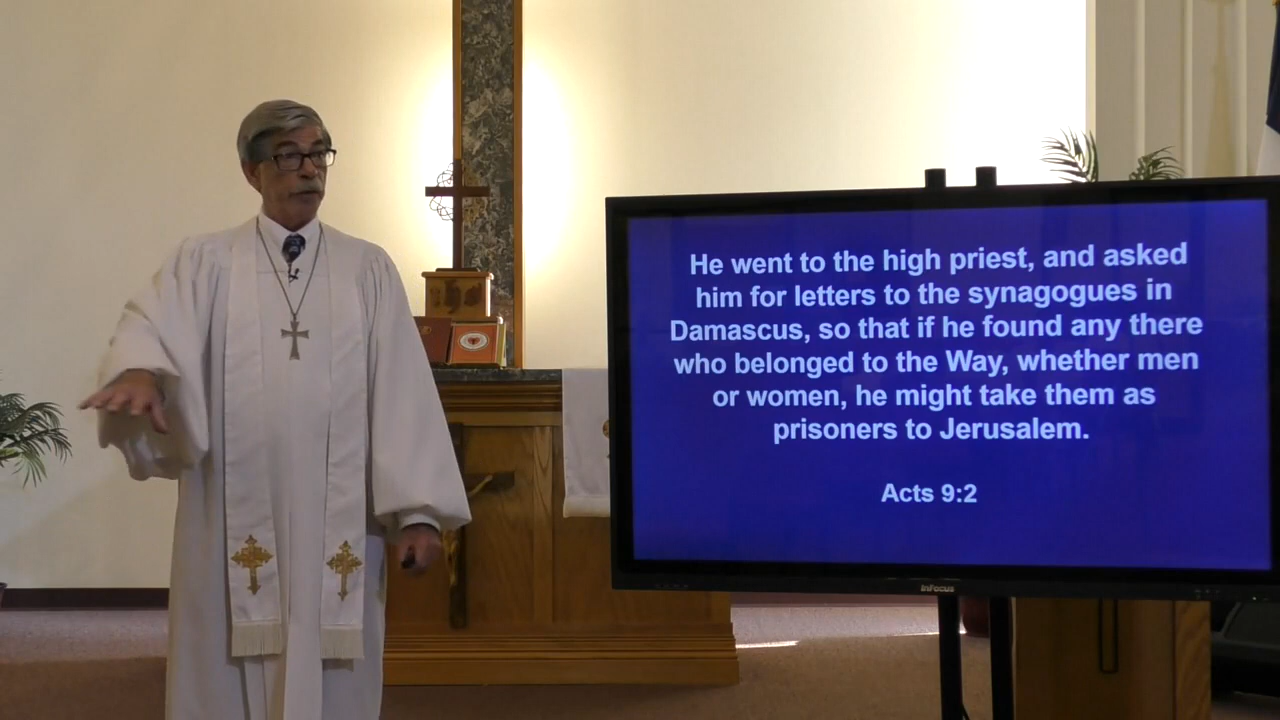 He went to the high priest, and asked
him for letters to the synagogues in
Damascus, so that if he found any there
who belonged to the Way, whether men
or women, he might take them as
prisoners to Jerusalem.
Acts 9:2
InFocus